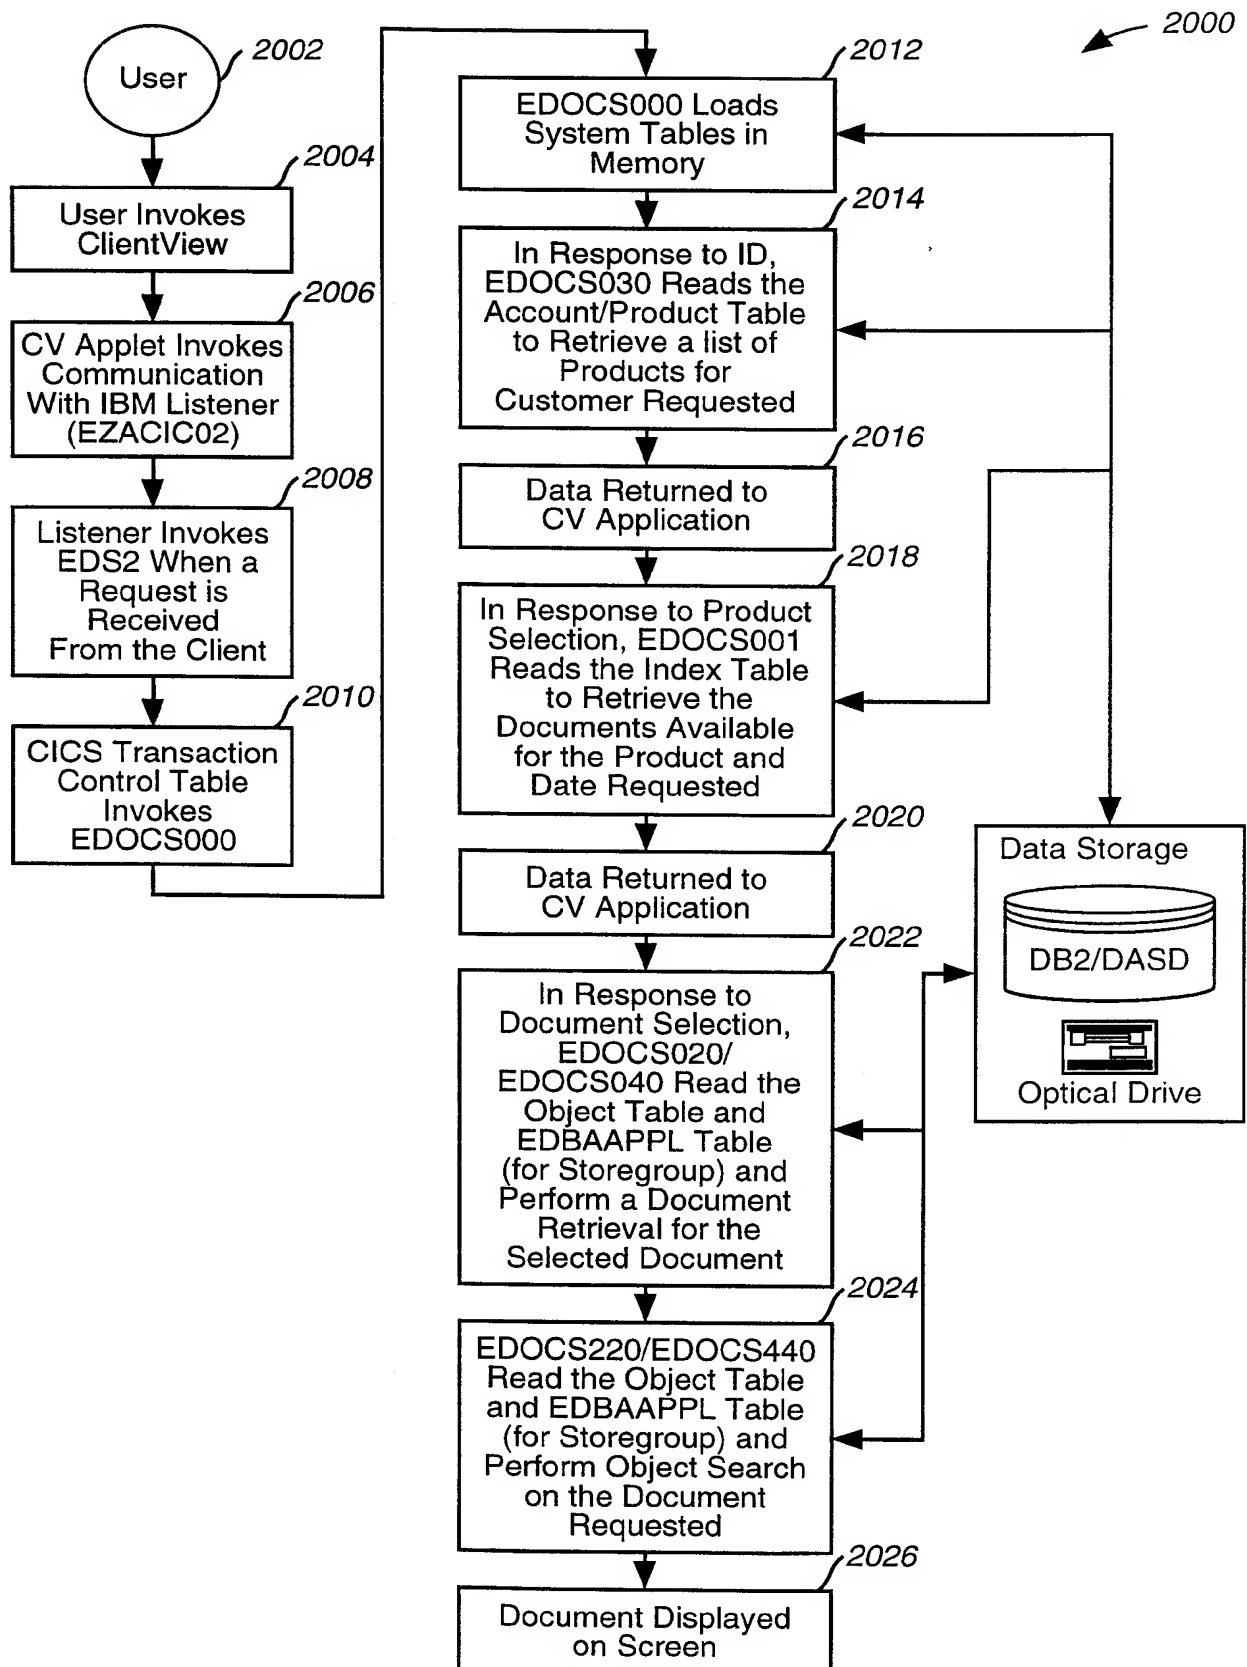 2000
2002
User
2004
User Invokes
ClientView
2006
CV Applet Invokes
Communication
With IBM Listener
(EZACIC02)
2008
Listener Invokes
EDS2 When a
Request is
Received
From the Client
2010
CICS Transaction
Control Table
Invokes
EDOCS000
2012
EDOCS000 Loads
System Tables in
Memory
2014
In Response to ID,
EDOCS030 Reads the
Account/Product Table
to Retrieve a list of
Products for
Customer Requested
2016
Data Returned to
CV Application
2018
In Response to Product
Selection, EDOCS001
Reads the Index Table
to Retrieve the
Documents Available
for the Product and
Date Requested
2020
Data Returned to
CV Application
2022
In Response to
Document Selection,
EDOCS020/
EDOCS040 Read the
Object Table and
EDBAAPPL Table
(for Storegroup) and
Perform a Document
Retrieval for the
Selected Document
2024
EDOCS220/EDOCS440
Read the Object Table
and EDBAAPPL Table
(for Storegroup) and
Perform Object Search
on the Document
Requested
2026
Document Displayed
on Screen
Data Storage
DB2/DASD
Optical Drive